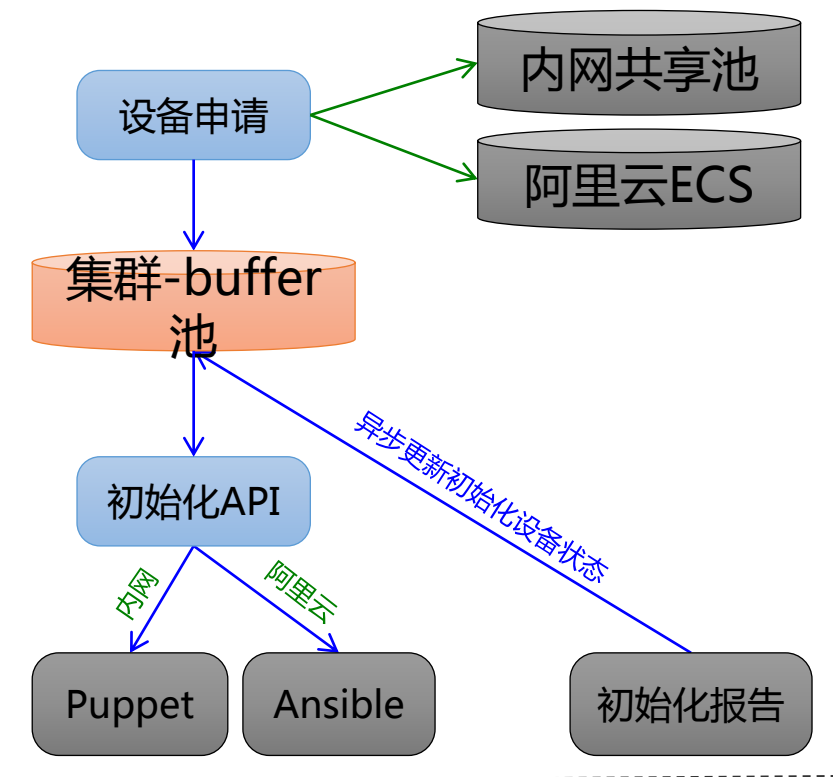 内网共享池
设备申请
阿里云ECS
集群-buffer
池
异步更新初始化设备状态
初始化API
内网
阿里云
Puppet
Ansible
初始化报告